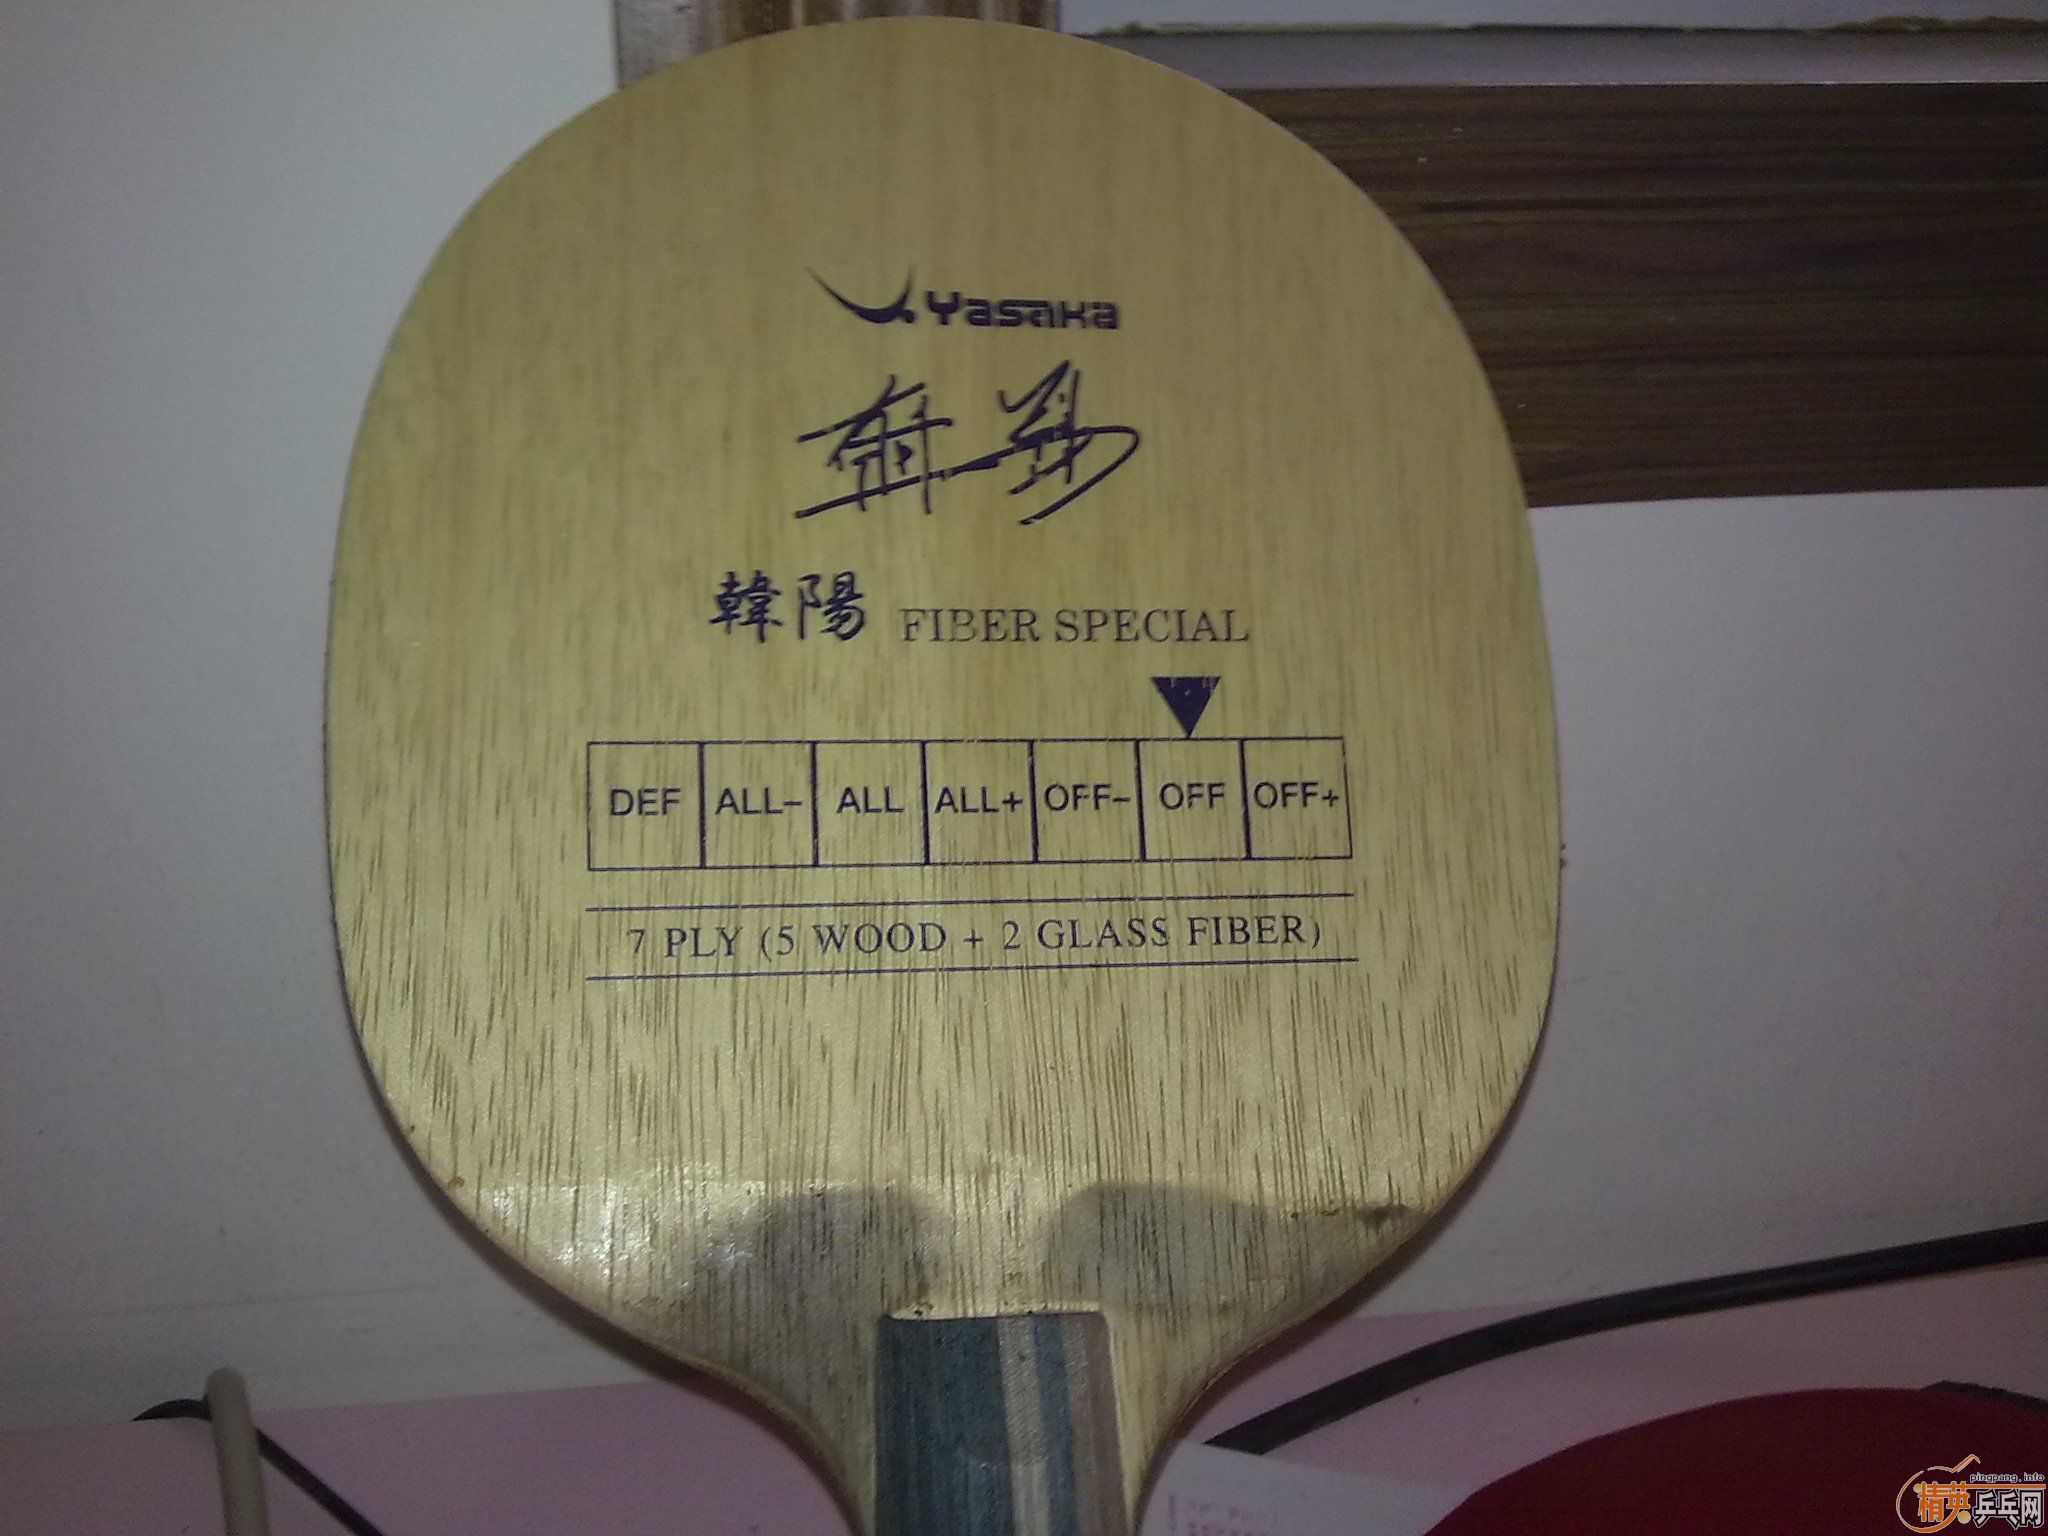 Yasaka
韓陽
韓陽 FIBER SPECIAL
DEF ALL- ALL ALL+ OFF- OFF OFF+
7 PLY (5 WOOD + 2 GLASS FIBER)
pingpang.info
精英乒乓网